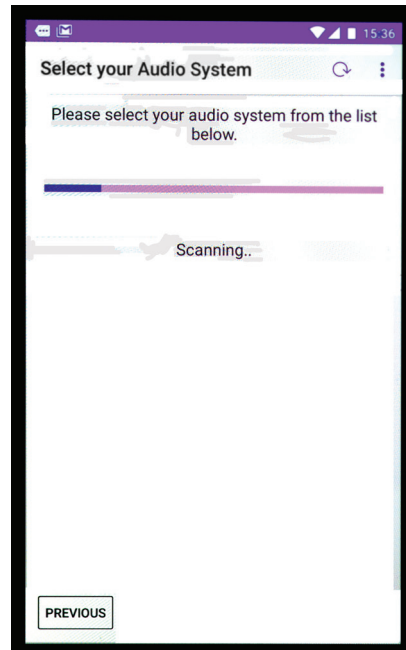 15:36
Select your Audio System
Please select your audio system from the list
below.
Scanning..
PREVIOUS